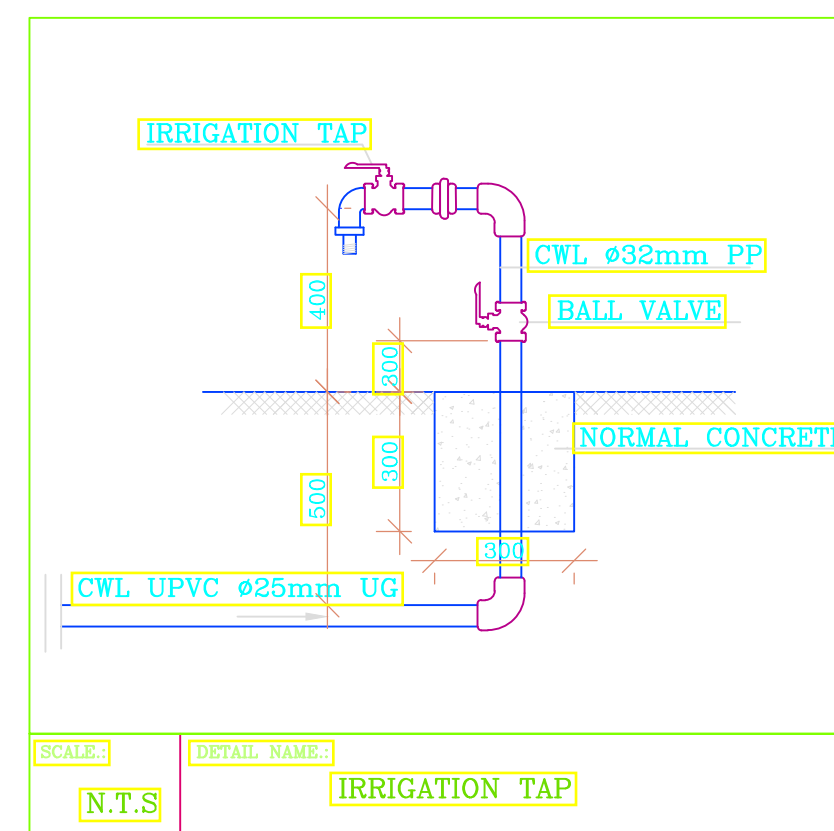 IRRIGATION TAP
CWL ø32mm PP
400
BALL VALVE
300
NORMAL CONCRETE
300
500
300
CWL UPVC ø25mm UG
SCALE.:
DETAIL NAME.:
N.T.S
IRRIGATION TAP